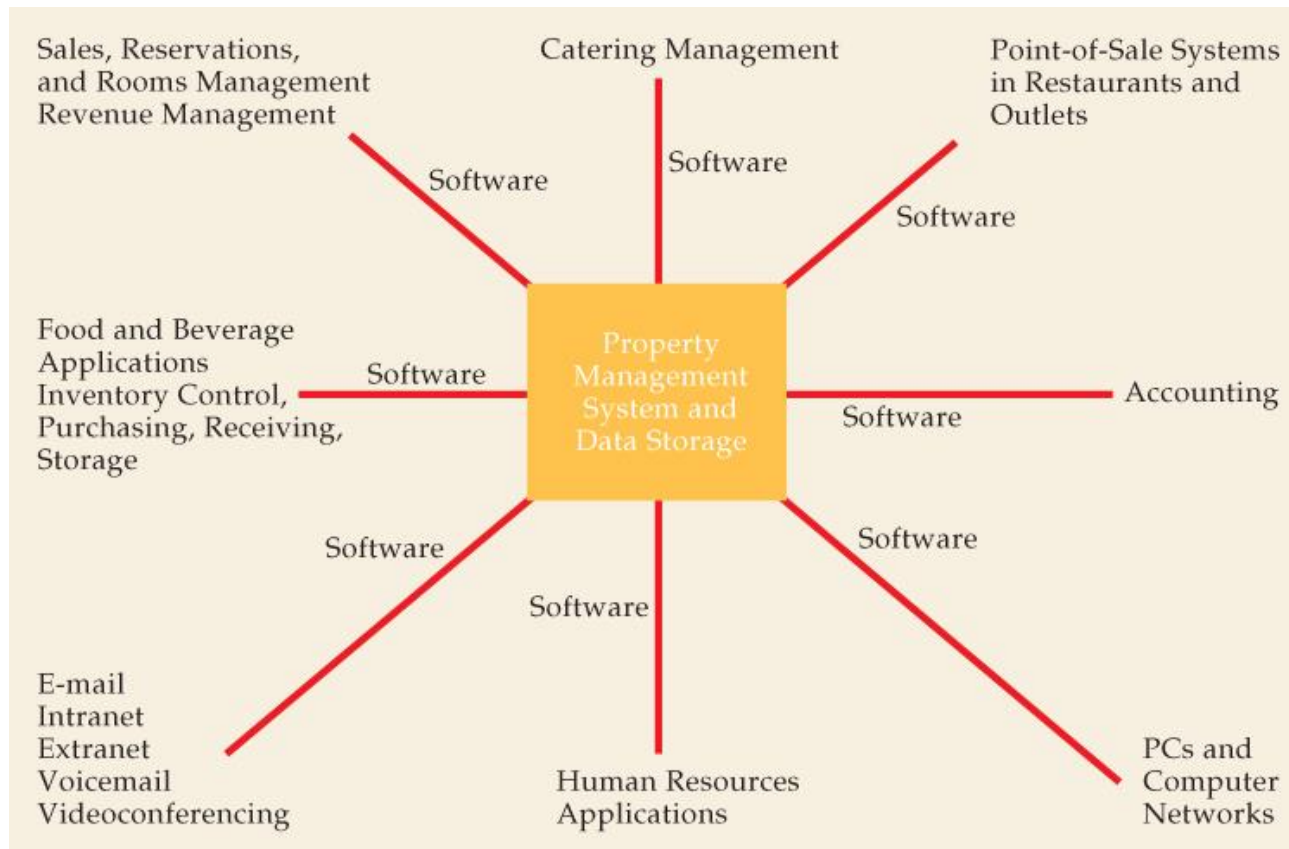 Sales, Reservations,
and Rooms Management
Revenue Management
Catering Management
Point-of-Sale Systems
in Restaurants and
Outlets
Software
Software
Software
Food and Beverage
Applications
Inventory Control,
Purchasing, Receiving,
Storage
Software
Property
Management
System and
Data Storage
Software
Accounting
Software
Software
Software
E-mail
Intranet
Extranet
Voicemail
Videoconferencing
Human Resources
Applications
PCs and
Computer
Networks